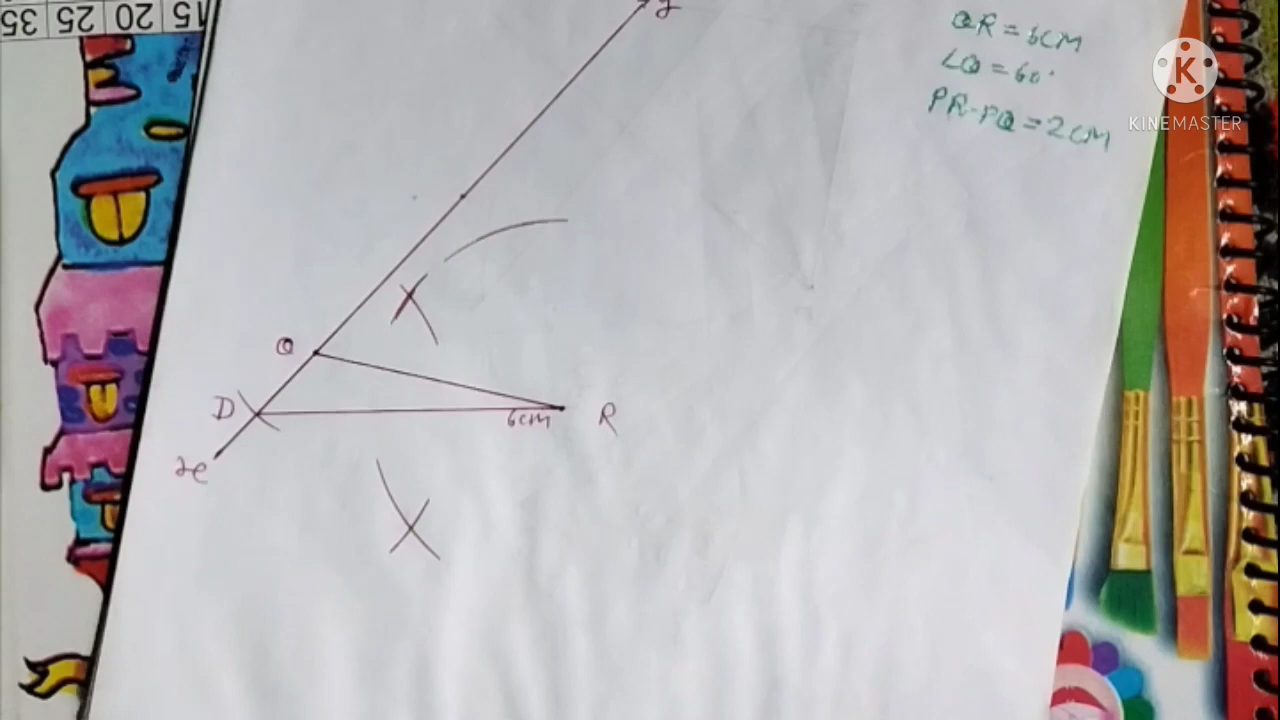 35 25 20 15
y
QR = 6CM
∠Q = 60°
PR-PQ = 2CM
K
KINEMASTER
Q
D
6CM
R
x